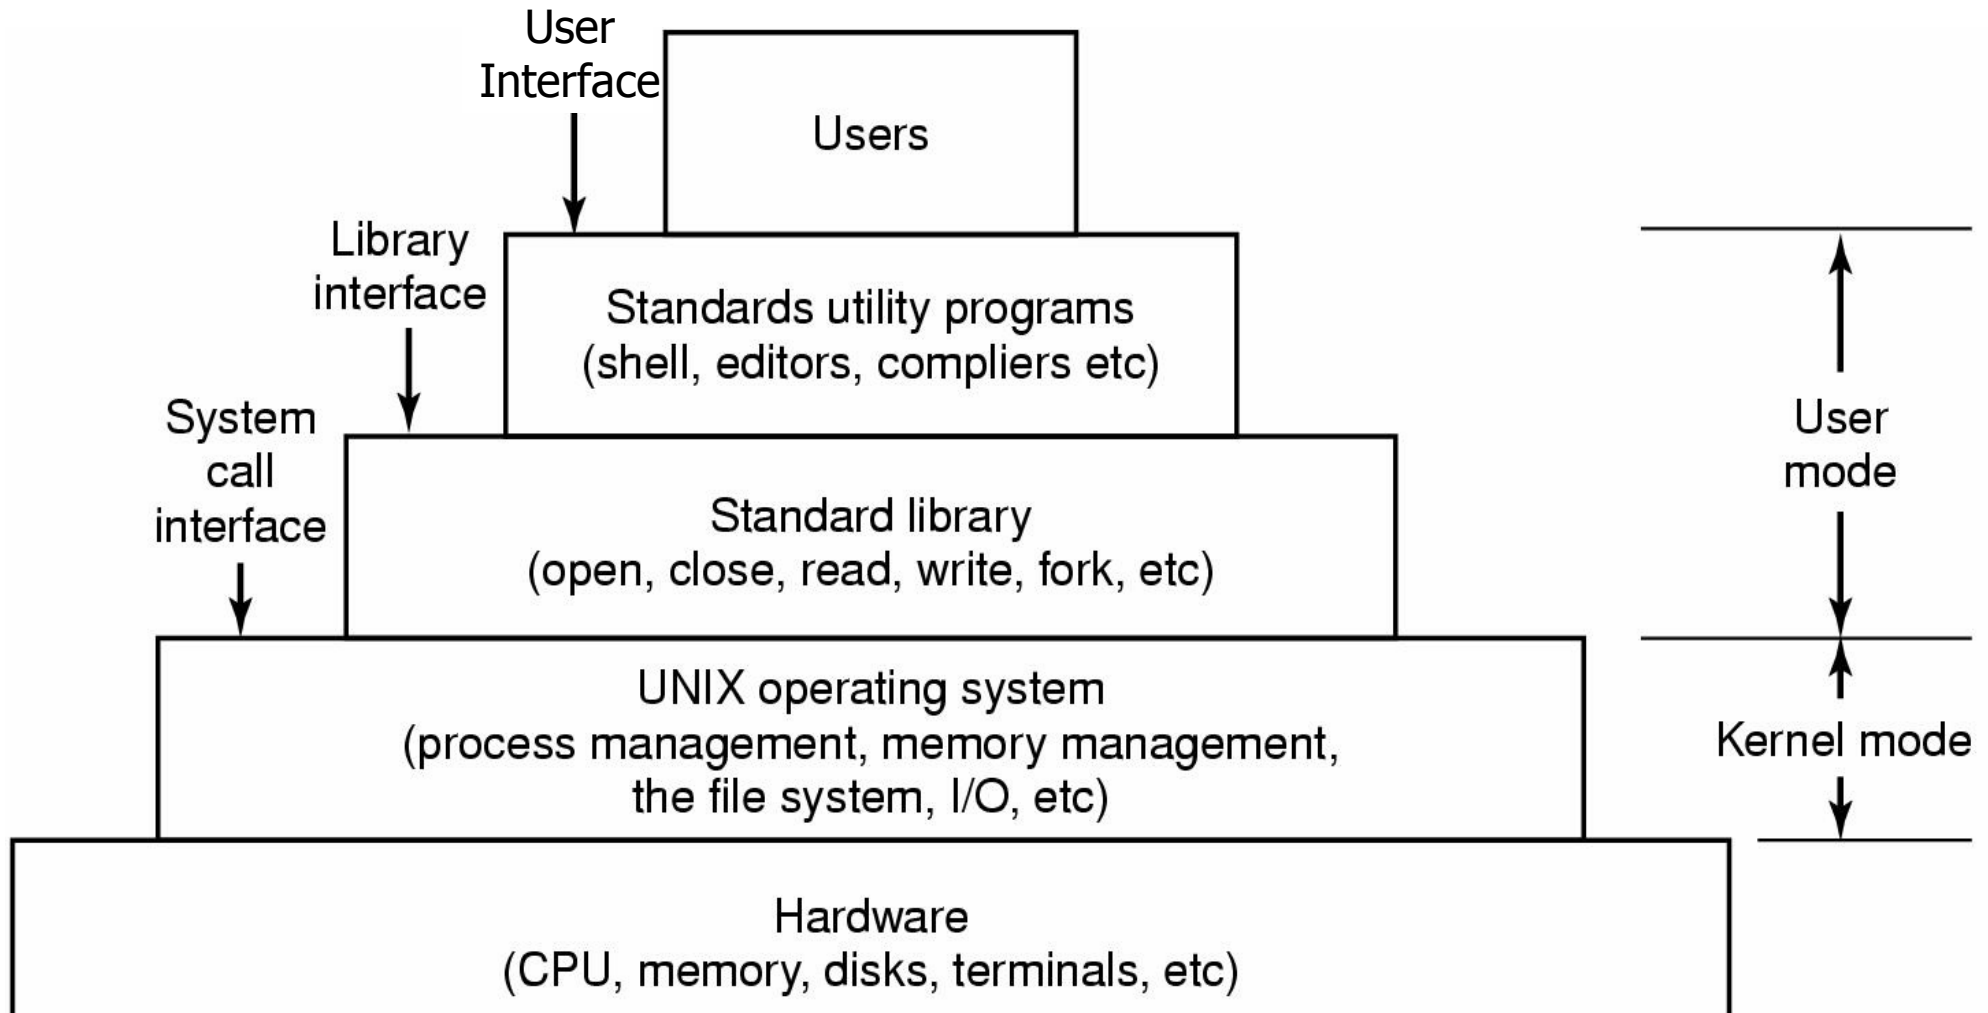 User
Interface
Users
Library
interface
Standards utility programs
(shell, editors, compliers etc)
System
call
interface
User
mode
Standard library
(open, close, read, write, fork, etc)
UNIX operating system
(process management, memory management,
the file system, I/O, etc)
Kernel mode
Hardware
(CPU, memory, disks, terminals, etc)